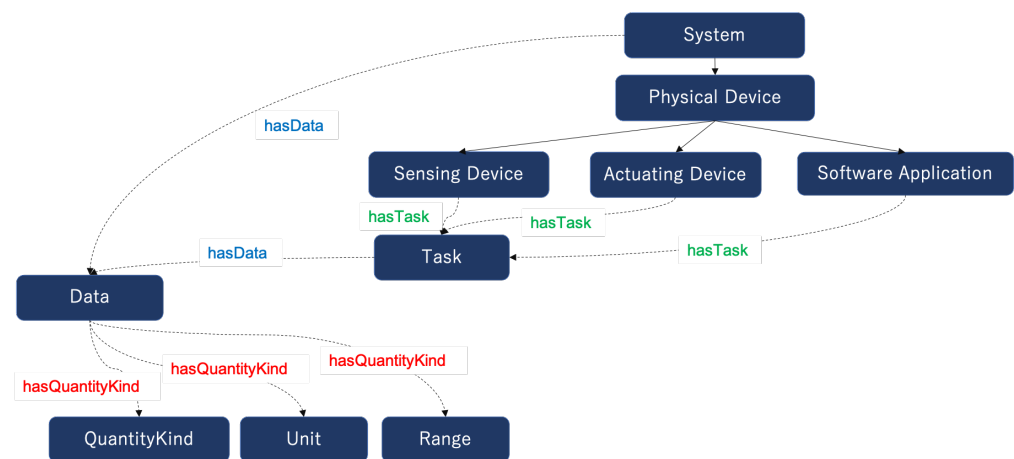 System
Physical Device
hasData
Sensing Device
Actuating Device
Software Application
hasTask
hasTask
hasTask
hasData
Task
Data
hasQuantityKind
hasQuantityKind
hasQuantityKind
QuantityKind
Unit
Range